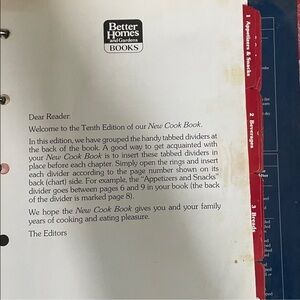 Better
Homes
and Gardens
BOOKS
Dear Reader:
Welcome to the Tenth Edition of our New Cook Book.
In this edition, we have grouped the handy tabbed dividers at
the back of the book. A good way to get acquainted with
your New Cook Book is to insert these tabbed dividers in
place before each chapter. Simply open the rings and insert
each divider according to the page number shown on its
back (chart) side. For example, the "Appetizers and Snacks"
divider goes between pages 6 and 9 in your book (the back
of the divider is marked page 8).
We hope the New Cook Book gives you and your family
years of cooking and eating pleasure.
The Editors
1 Appetizers & Snacks
2 Beverages
3 Breads